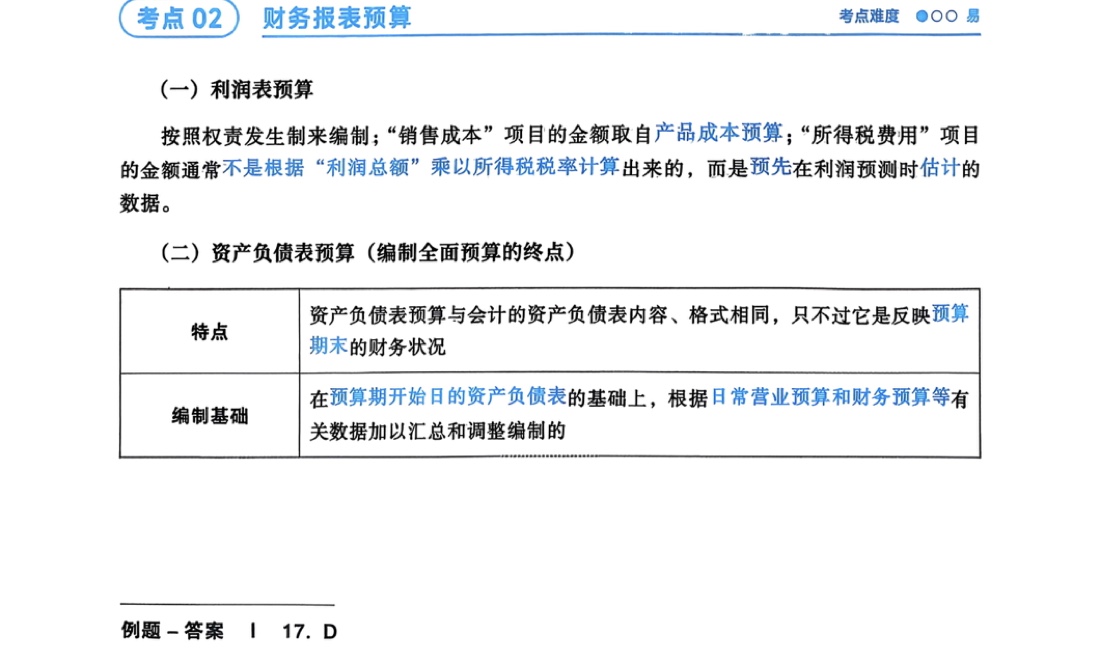 考点 02 财务报表预算 考点难度 ●○○ 易
（一）利润表预算
按照权责发生制来编制；“销售成本”项目的金额取自产品成本预算；“所得税费用”项目
的金额通常不是根据“利润总额”乘以所得税税率计算出来的，而是预先在利润预测时估计的
数据。
（二）资产负债表预算（编制全面预算的终点）
特点
资产负债表预算与会计的资产负债表内容、格式相同，只不过它是反映预算
期末的财务状况
编制基础
在预算期开始日的资产负债表的基础上，根据日常营业预算和财务预算等有
关数据加以汇总和调整编制的
例题 – 答案 | 17. D